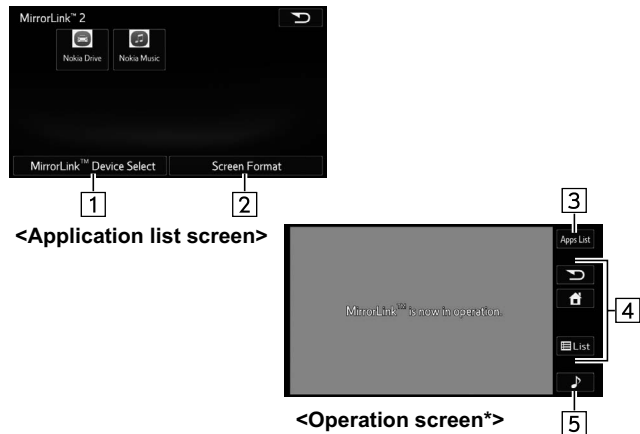 MirrorLink™ 2
Nokia Drive Nokia Music
MirrorLink™ Device Select Screen Format
1 2
<Application list screen>
3
Apps List
MirrorLink™ is now in operation.
4
List
<Operation screen*>
5